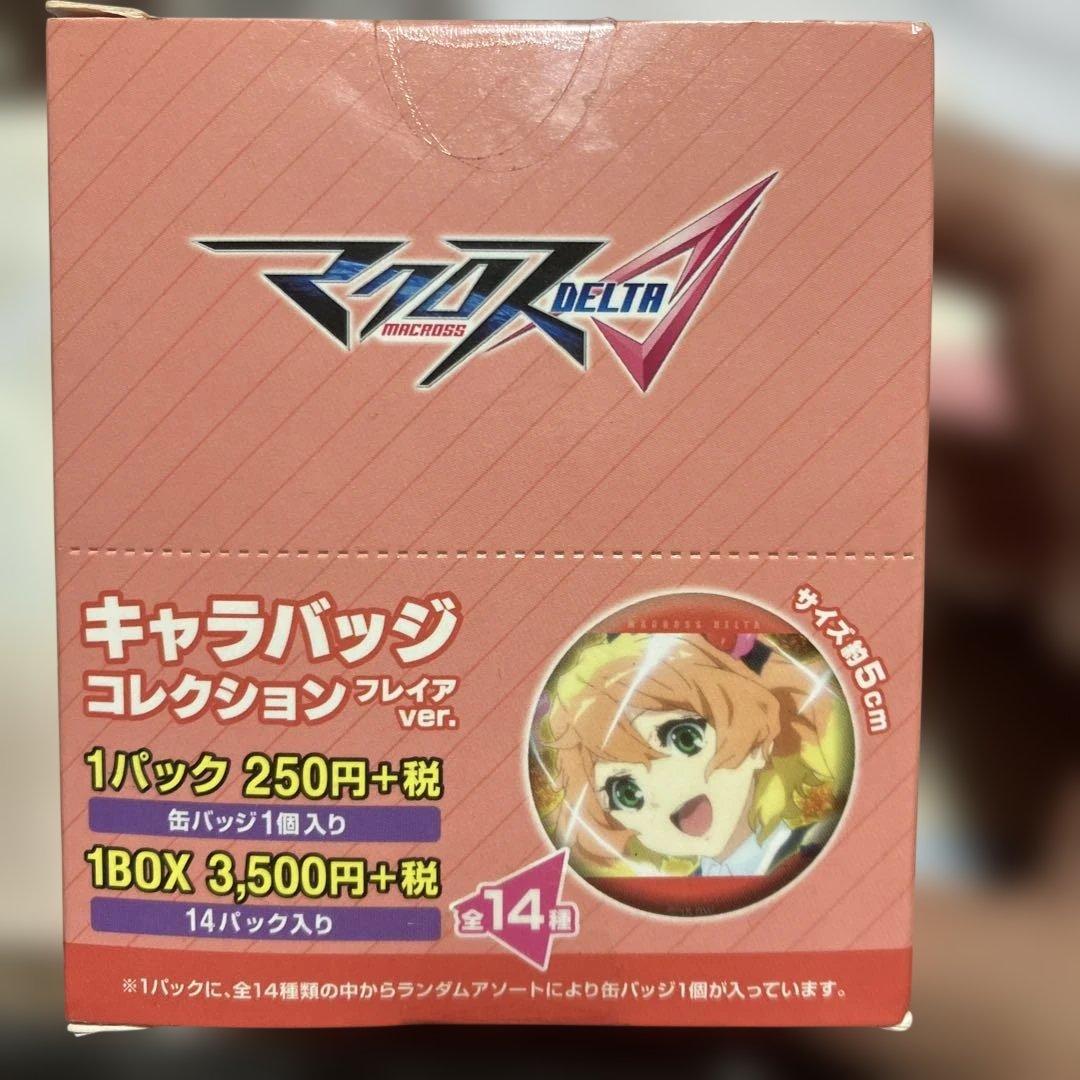 マクロス
MACROSS
DELTA
キャラバッジ
コレクション フレイアver.
1パック 250円+税
缶バッジ1個入り
1BOX 3,500円+税
14パック入り
全14種
サイズ約5cm
MACROSS DELTA
※1パックに、全14種類の中からランダムアソートにより缶バッジ1個が入っています。